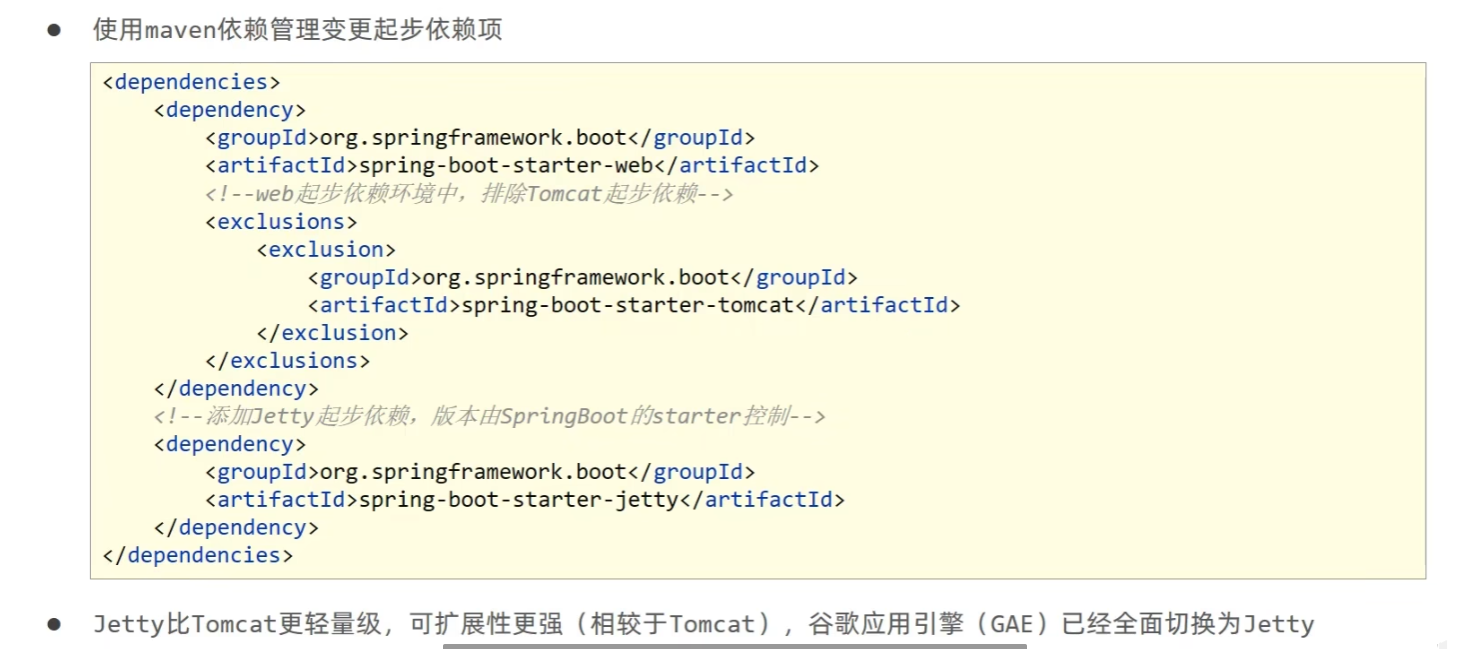 ● 使用maven依赖管理变更起步依赖项
<dependencies>
    <dependency>
        <groupId>org.springframework.boot</groupId>
        <artifactId>spring-boot-starter-web</artifactId>
        <!--web起步依赖环境中，排除Tomcat起步依赖-->
        <exclusions>
            <exclusion>
                <groupId>org.springframework.boot</groupId>
                <artifactId>spring-boot-starter-tomcat</artifactId>
            </exclusion>
        </exclusions>
    </dependency>
    <!--添加Jetty起步依赖，版本由SpringBoot的starter控制-->
    <dependency>
        <groupId>org.springframework.boot</groupId>
        <artifactId>spring-boot-starter-jetty</artifactId>
    </dependency>
</dependencies>
● Jetty比Tomcat更轻量级，可扩展性更强（相较于Tomcat），谷歌应用引擎（GAE）已经全面切换为Jetty